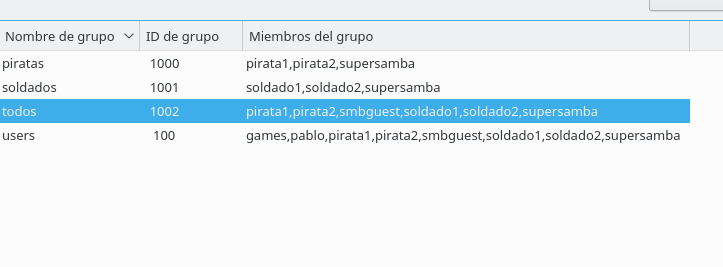 Nombre de grupo ID de grupo Miembros del grupo
piratas 1000 pirata1,pirata2,supersamba
soldados 1001 soldado1,soldado2,supersamba
todos 1002 pirata1,pirata2,smbguest,soldado1,soldado2,supersamba
users 100 games,pablo,pirata1,pirata2,smbguest,soldado1,soldado2,supersamba